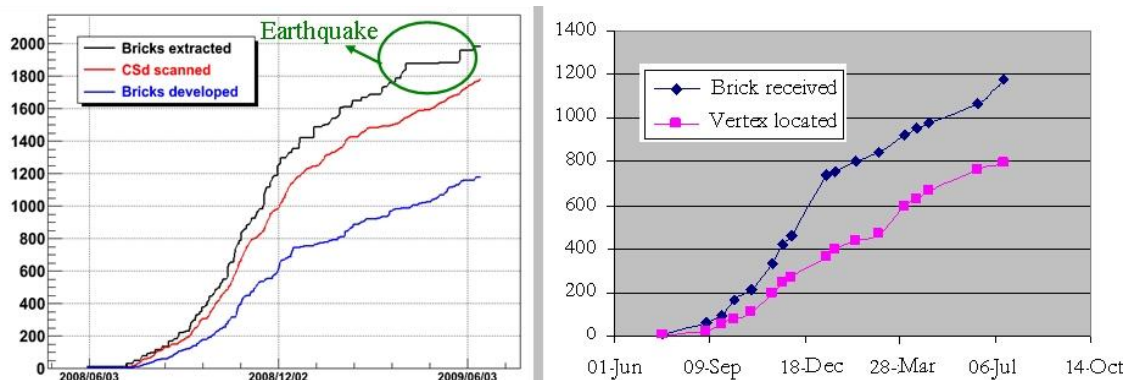 Earthquake
Bricks extracted
CSd scanned
Bricks developed
2000
1800
1600
1400
1200
1000
800
600
400
200
0
2008/06/03
2008/12/02
2009/06/03
1400
1200
1000
800
600
400
200
0
Brick received
Vertex located
01-Jun
09-Sep
18-Dec
28-Mar
06-Jul
14-Oct